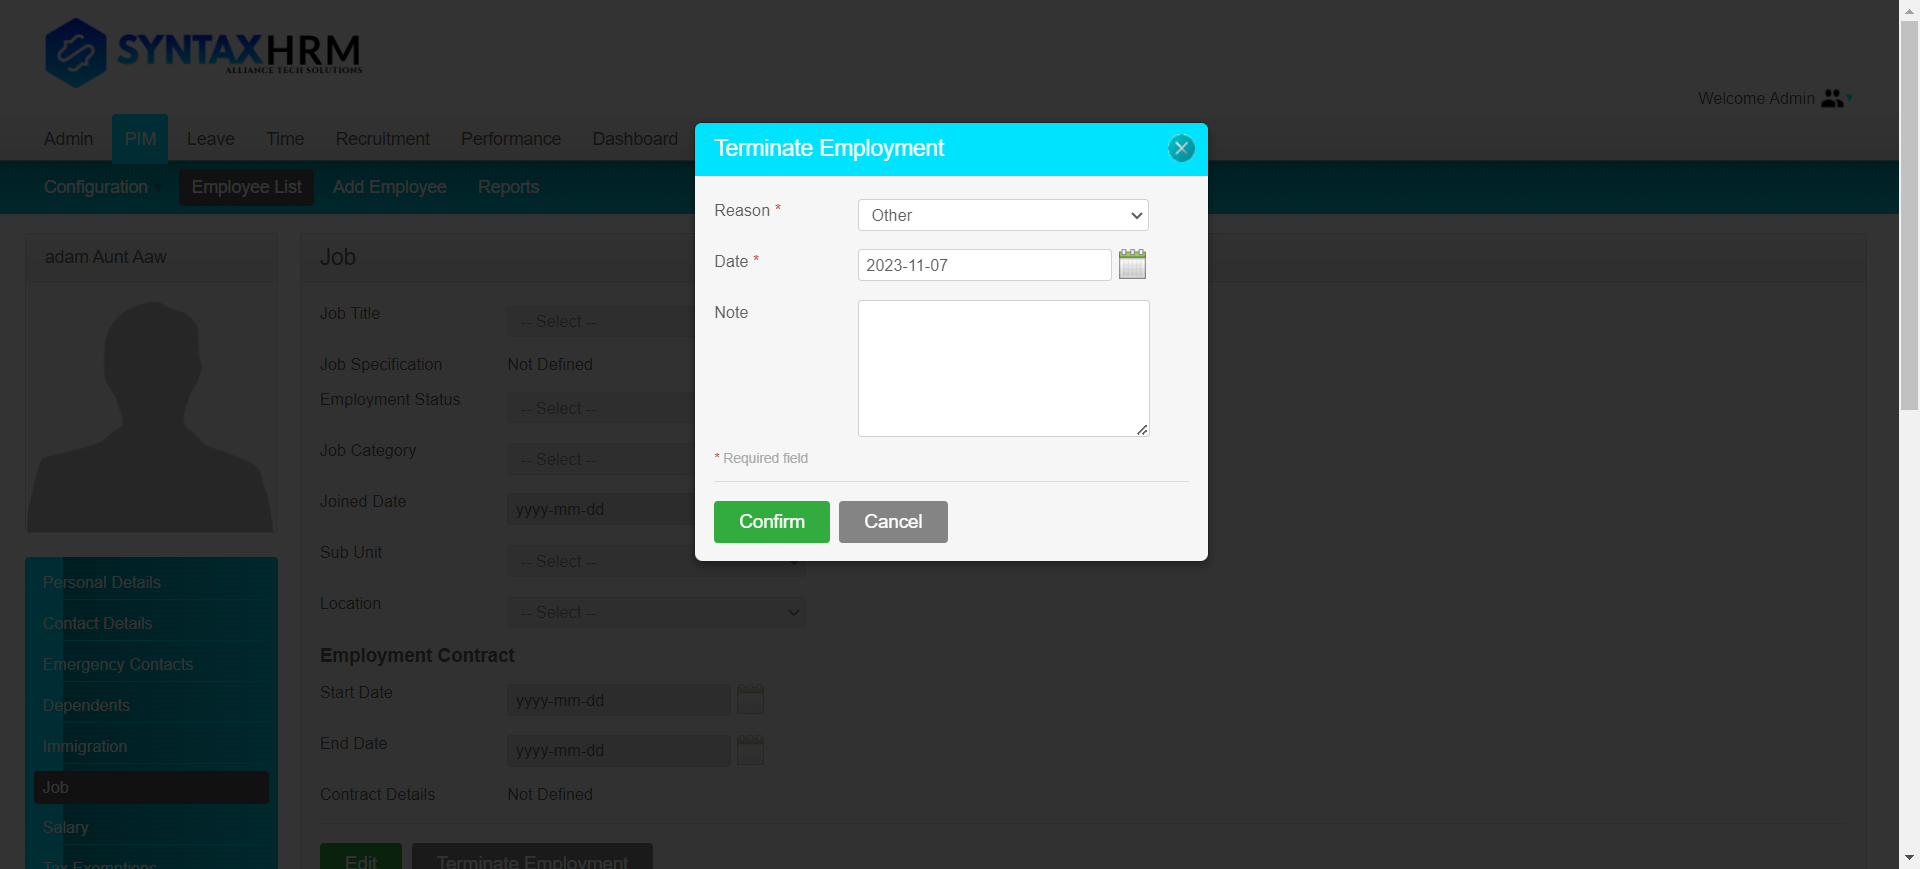 SYNTAXHRM
ALLIANCE TECH SOLUTIONS
Welcome Admin
Admin PIM Leave Time Recruitment Performance Dashboard
Configuration Employee List Add Employee Reports
adam Aunt Aaw
Personal Details
Contact Details
Emergency Contacts
Dependents
Immigration
Job
Salary
Tax Exemptions
Job
Job Title -- Select --
Job Specification Not Defined
Employment Status -- Select --
Job Category -- Select --
Joined Date yyyy-mm-dd
Sub Unit -- Select --
Location -- Select --
Employment Contract
Start Date yyyy-mm-dd
End Date yyyy-mm-dd
Contract Details Not Defined
Edit Terminate Employment
Terminate Employment
Reason * Other
Date * 2023-11-07
Note
* Required field
Confirm Cancel